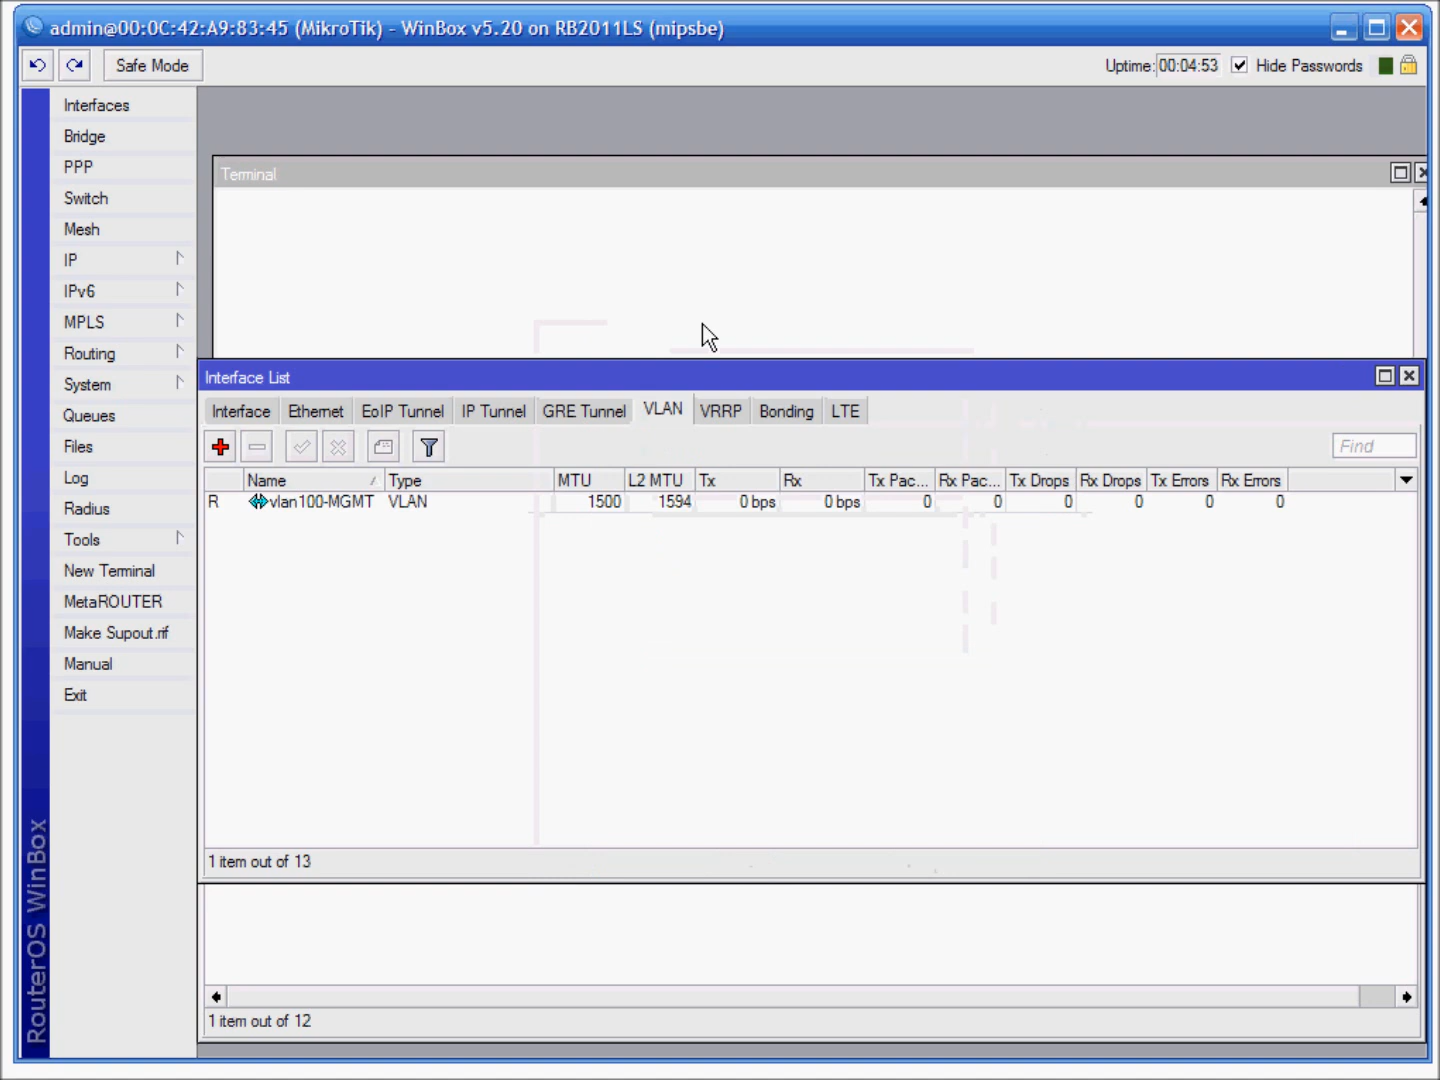 admin@00:0C:42:A9:83:45 (MikroTik) - WinBox v5.20 on RB2011LS (mipsbe)
Safe Mode
Uptime: 00:04:53 Hide Passwords
Interfaces
Bridge
PPP
Switch
Mesh
IP
IPv6
MPLS
Routing
System
Queues
Files
Log
Radius
Tools
New Terminal
MetaROUTER
Make Supout.rif
Manual
Exit
RouterOS WinBox
Terminal
Interface List
Interface Ethernet EoIP Tunnel IP Tunnel GRE Tunnel VLAN VRRP Bonding LTE
Find
Name Type MTU L2 MTU Tx Rx Tx Pac... Rx Pac... Tx Drops Rx Drops Tx Errors Rx Errors
R vlan100-MGMT VLAN 1500 1594 0 bps 0 bps 0 0 0 0 0 0
1 item out of 13
1 item out of 12